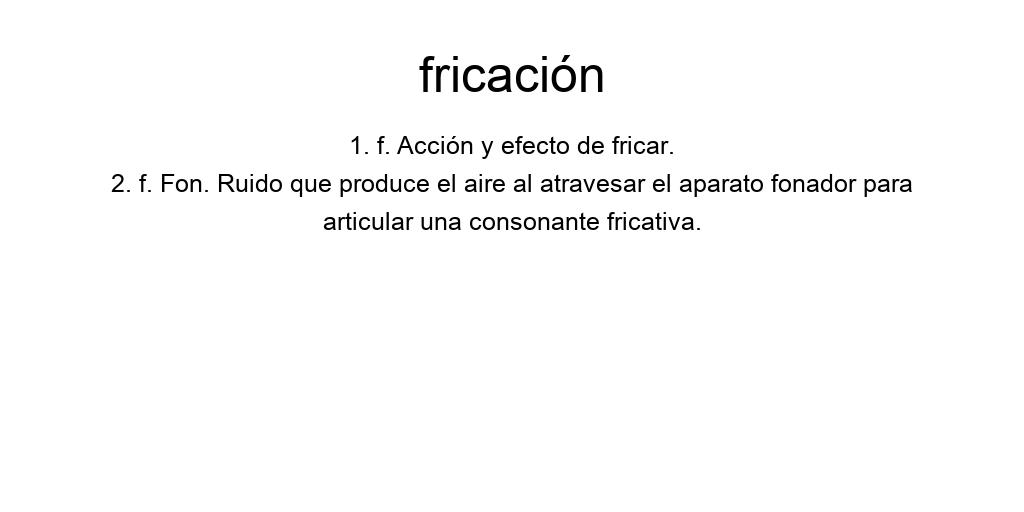 fricación
1. f. Acción y efecto de fricar.
2. f. Fon. Ruido que produce el aire al atravesar el aparato fonador para
articular una consonante fricativa.